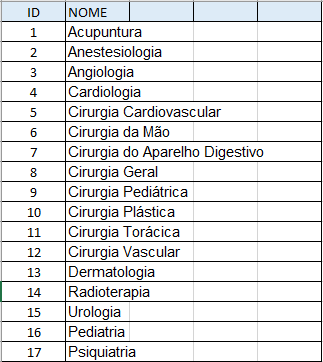 ID NOME
1 Acupuntura
2 Anestesiologia
3 Angiologia
4 Cardiologia
5 Cirurgia Cardiovascular
6 Cirurgia da Mão
7 Cirurgia do Aparelho Digestivo
8 Cirurgia Geral
9 Cirurgia Pediátrica
10 Cirurgia Plástica
11 Cirurgia Torácica
12 Cirurgia Vascular
13 Dermatologia
14 Radioterapia
15 Urologia
16 Pediatria
17 Psiquiatria